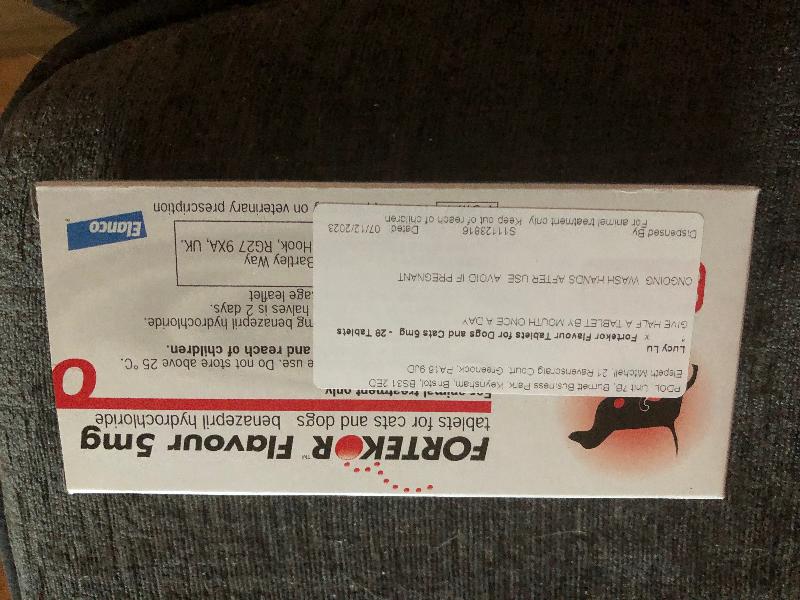 FORTEKOR™ Flavour 5mg
tablets for cats and dogs benazepril hydrochloride
For animal treatment only
e use. Do not store above 25 °C.
and reach of children.
mg benazepril hydrochloride.
halves is 2 days.
age leaflet
Bartley Way
Hook, RG27 9XA, UK.
y on veterinary prescription
Elanco™
PDOL, Unit 7B, Burnett Business Park, Keynsham, Bristol, BS31 2ED
Elspeth Mitchell, 21 Ravenscraig Court, Greenock, PA16 9JD
Lucy Lu
x Fortekor Flavour Tablets for Dogs and Cats 5mg - 28 Tablets
GIVE HALF A TABLET BY MOUTH ONCE A DAY
ONGOING WASH HANDS AFTER USE AVOID IF PREGNANT
Dispensed By S11123816 Dated 07/12/2023
For animal treatment only Keep out of reach of children